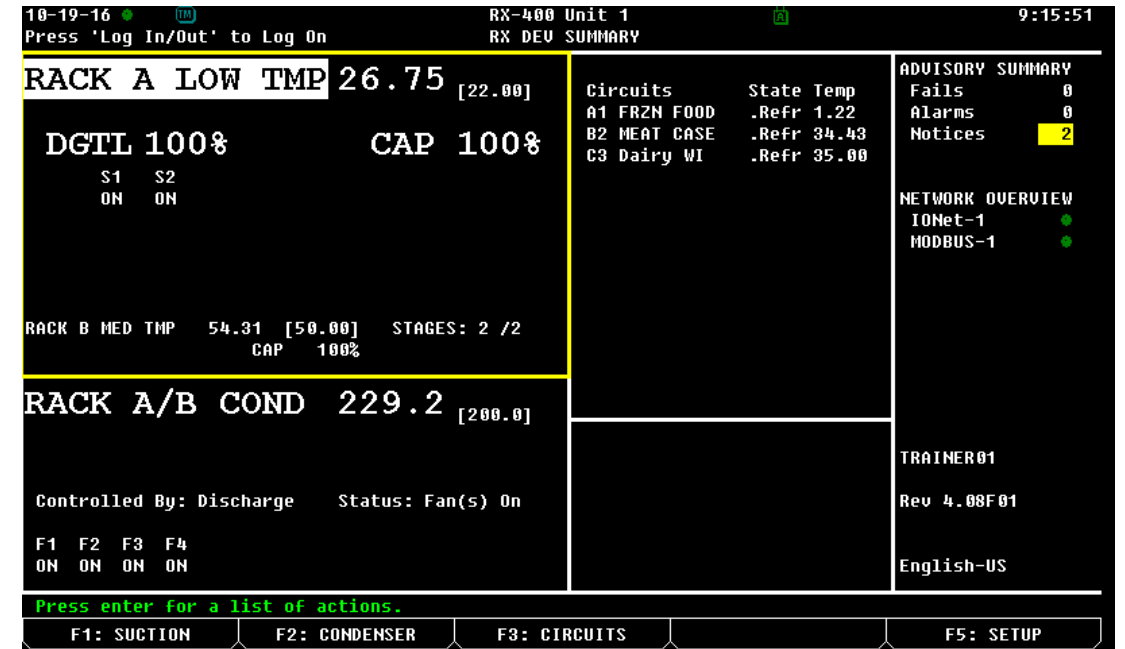 10-19-16 TM RX-400 Unit 1 A 9:15:51
Press 'Log In/Out' to Log On RX DEV SUMMARY
RACK A LOW TMP 26.75 [22.00]
DGTL 100% CAP 100%
S1 S2
ON ON
RACK B MED TMP 54.31 [50.00] STAGES: 2 /2
CAP 100%
RACK A/B COND 229.2 [200.0]
Controlled By: Discharge Status: Fan(s) On
F1 F2 F3 F4
ON ON ON ON
Circuits State Temp
A1 FRZN FOOD .Refr 1.22
B2 MEAT CASE .Refr 34.43
C3 Dairy WI .Refr 35.00
ADVISORY SUMMARY
Fails 0
Alarms 0
Notices 2
NETWORK OVERVIEW
IONet-1
MODBUS-1
TRAINER01
Rev 4.08F01
English-US
Press enter for a list of actions.
F1: SUCTION F2: CONDENSER F3: CIRCUITS F5: SETUP